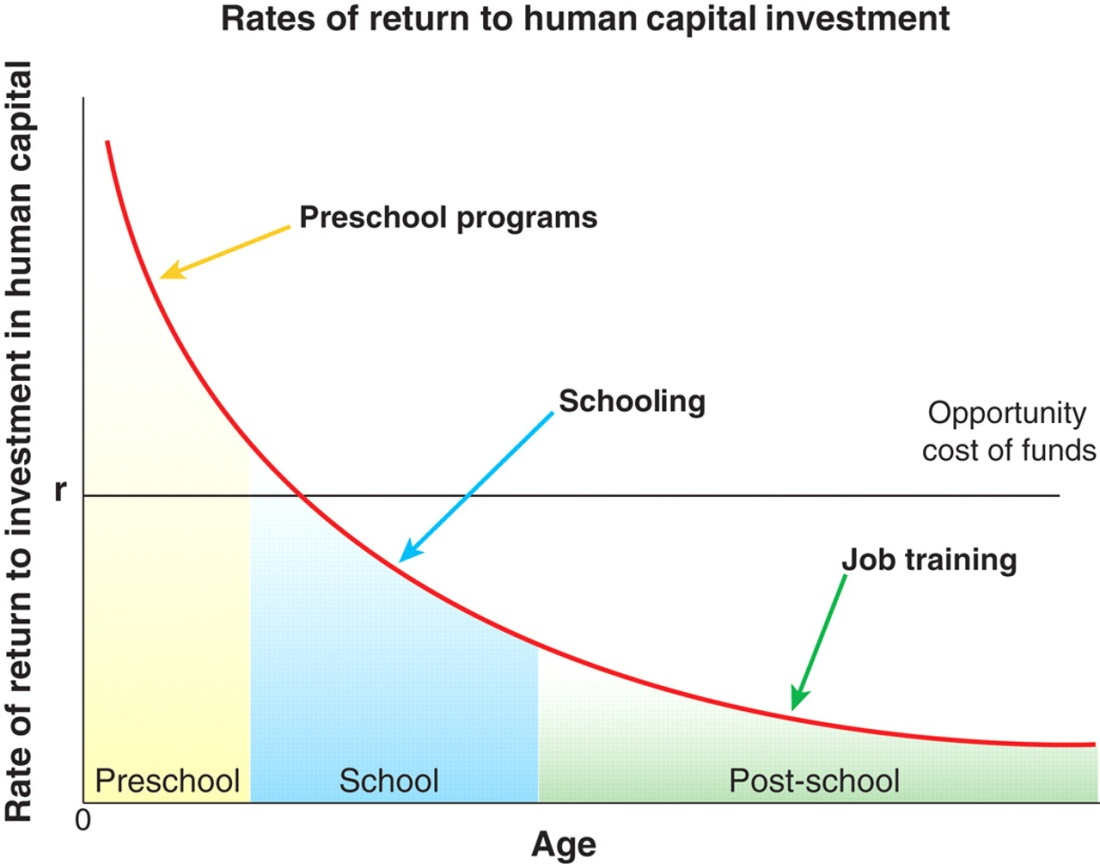 Rates of return to human capital investment
Rate of return to investment in human capital
Preschool programs
Schooling
Opportunity
cost of funds
r
Job training
Preschool
School
Post-school
0
Age